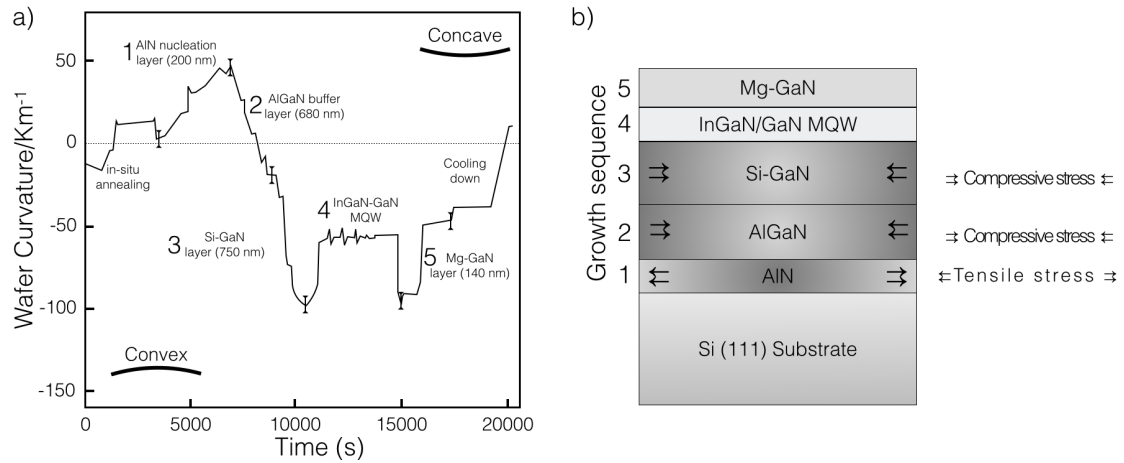 a)
Wafer Curvature/Km-1
50
0
-50
-100
-150
0
5000
10000
15000
20000
Time (s)
Concave
1 AlN nucleation
layer (200 nm)
2 AlGaN buffer
layer (680 nm)
in-situ
annealing
Cooling
down
4 InGaN-GaN
MQW
3 Si-GaN
layer (750 nm)
5 Mg-GaN
layer (140 nm)
Convex
b)
Growth sequence
5 Mg-GaN
4 InGaN/GaN MQW
3 Si-GaN
⇉ Compressive stress ⇇
2 AlGaN
⇉ Compressive stress ⇇
1 AlN
⇇ Tensile stress ⇉
Si (111) Substrate